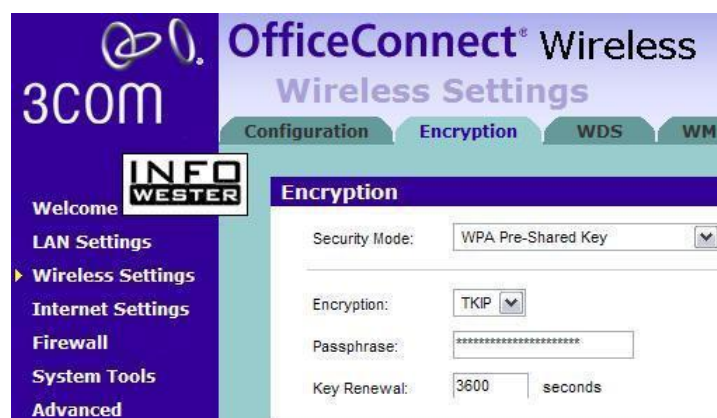 3COM
OfficeConnect® Wireless
Wireless Settings
Configuration Encryption WDS WM
INFO
WESTER
Welcome
LAN Settings
Wireless Settings
Internet Settings
Firewall
System Tools
Advanced
Encryption
Security Mode: WPA Pre-Shared Key
Encryption: TKIP
Passphrase: **********************
Key Renewal: 3600 seconds